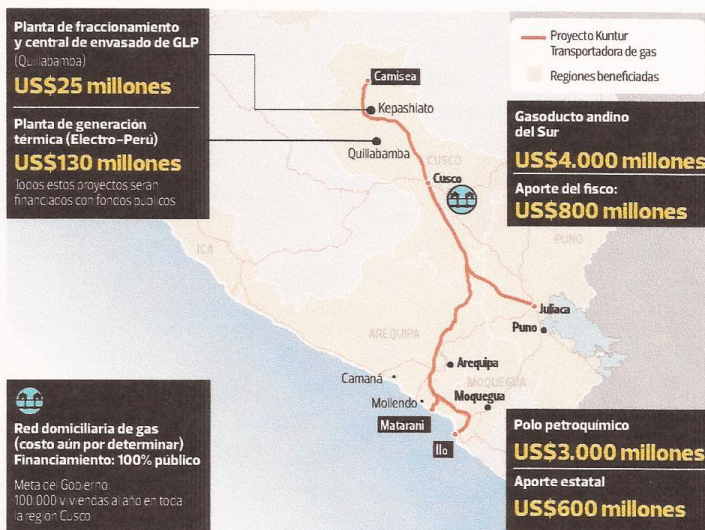 Planta de fraccionamiento
y central de envasado de GLP
(Quillabamba)
US$25 millones
Planta de generación
térmica (Electro-Perú)
US$130 millones
Todos estos proyectos serán
financiados con fondos públicos
Proyecto Kuntur
Transportadora de gas
Regiones beneficiadas
Gasoducto andino
del Sur
US$4.000 millones
Aporte del fisco:
US$800 millones
Camisea
Kepashiato
Quillabamba
CUSCO
Cusco
ICA
PUNO
Juliaca
Puno
AREQUIPA
Arequipa
MOQUEGUA
Camaná
Moquegua
Mollendo
Matarani
Ilo
Red domiciliaria de gas
(costo aún por determinar)
Financiamiento: 100% público
Meta del Gobierno:
100.000 viviendas al año en toda
la región Cusco
Polo petroquímico
US$3.000 millones
Aporte estatal
US$600 millones